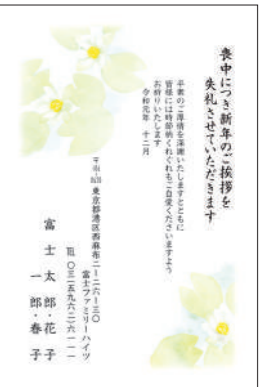 喪中につき新年のご挨拶を
失礼させていただきます
平素のご厚情を深謝いたしますとともに
皆様には時節柄くれぐれもご自愛くださいますよう
お祈りいたします
令和元年 十二月
東京都港区西麻布二ー二六ー三〇
富士ファミリーハイツ
℡ 〇三ー五九六二ー六一一一
富士太郎・花子
一郎・春子